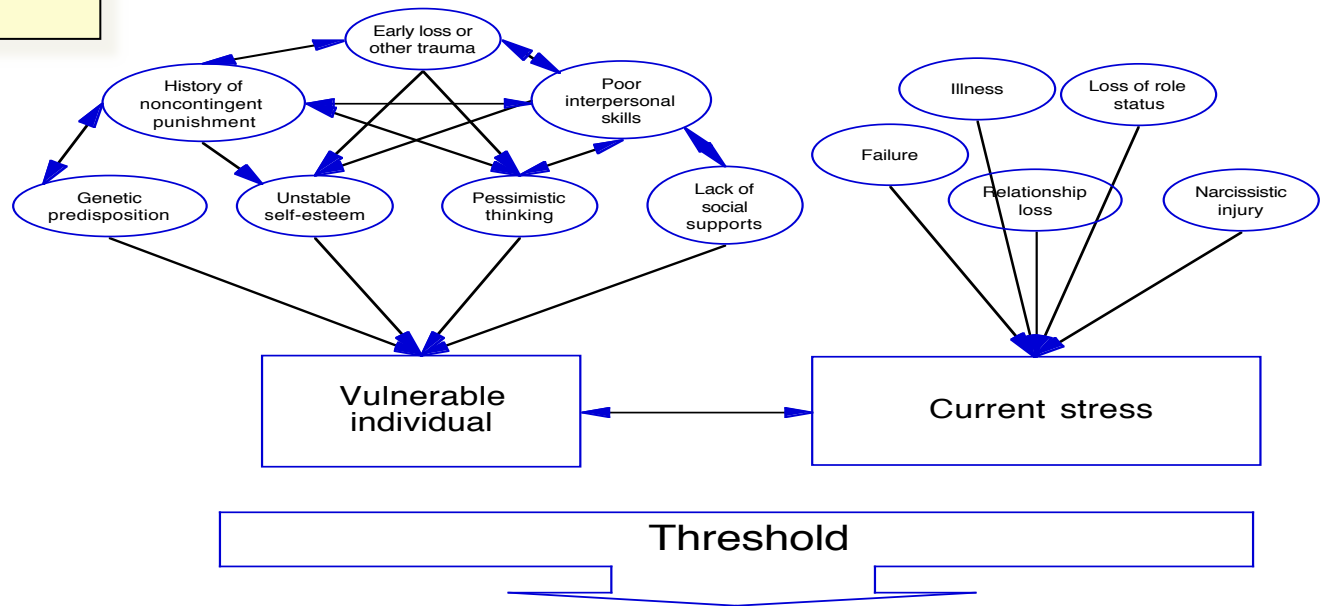 Early loss or
other trauma
History of
noncontingent
punishment
Poor
interpersonal
skills
Illness
Loss of role
status
Failure
Genetic
predisposition
Unstable
self-esteem
Pessimistic
thinking
Lack of
social
supports
Relationship
loss
Narcissistic
injury
Vulnerable
individual
Current stress
Threshold